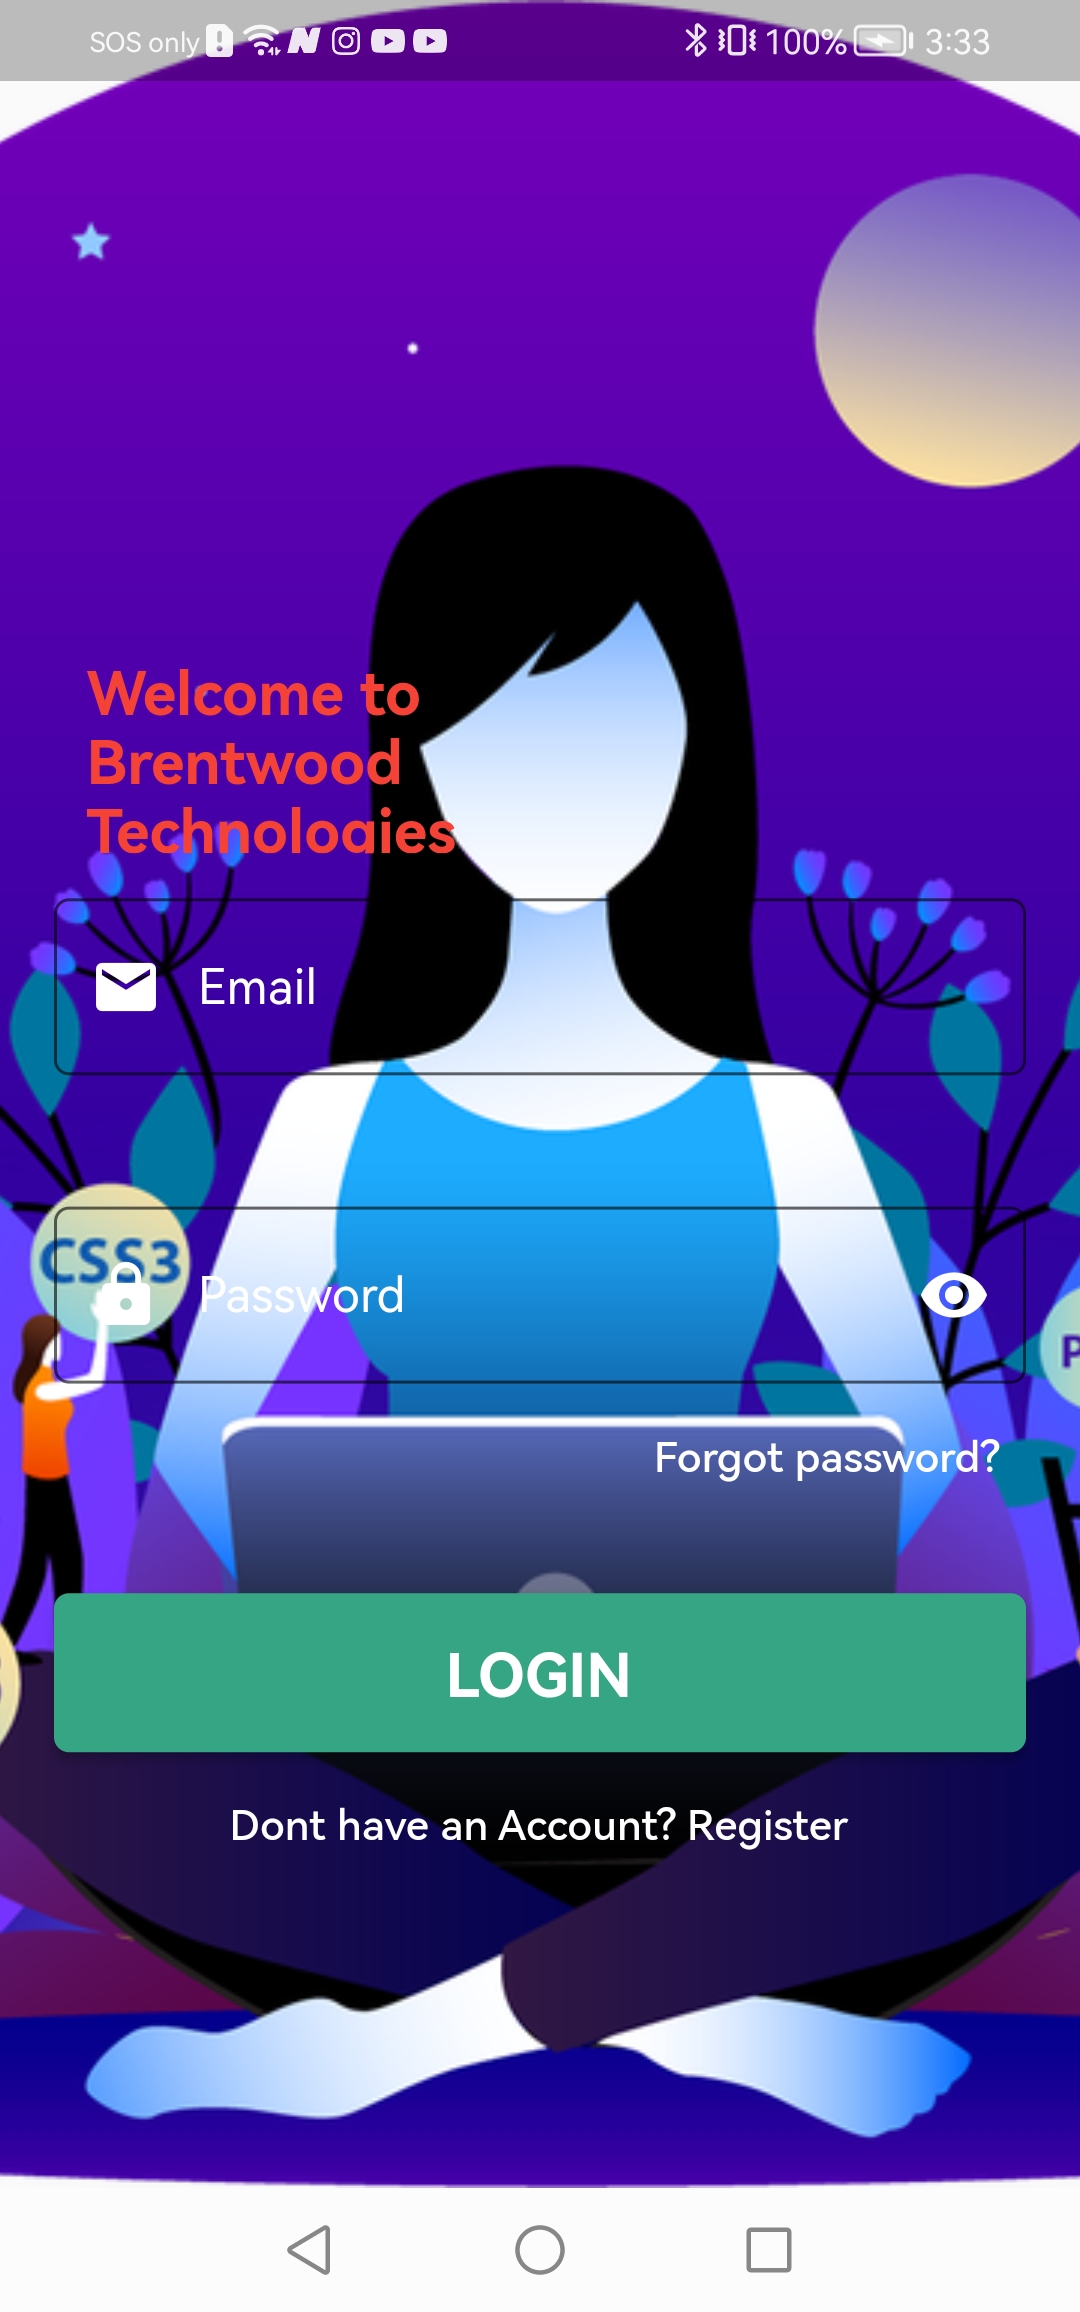 SOS only 100% 3:33
Welcome to
Brentwood
Technologies
Email
CSS3
Password
P
Forgot password?
LOGIN
Dont have an Account? Register